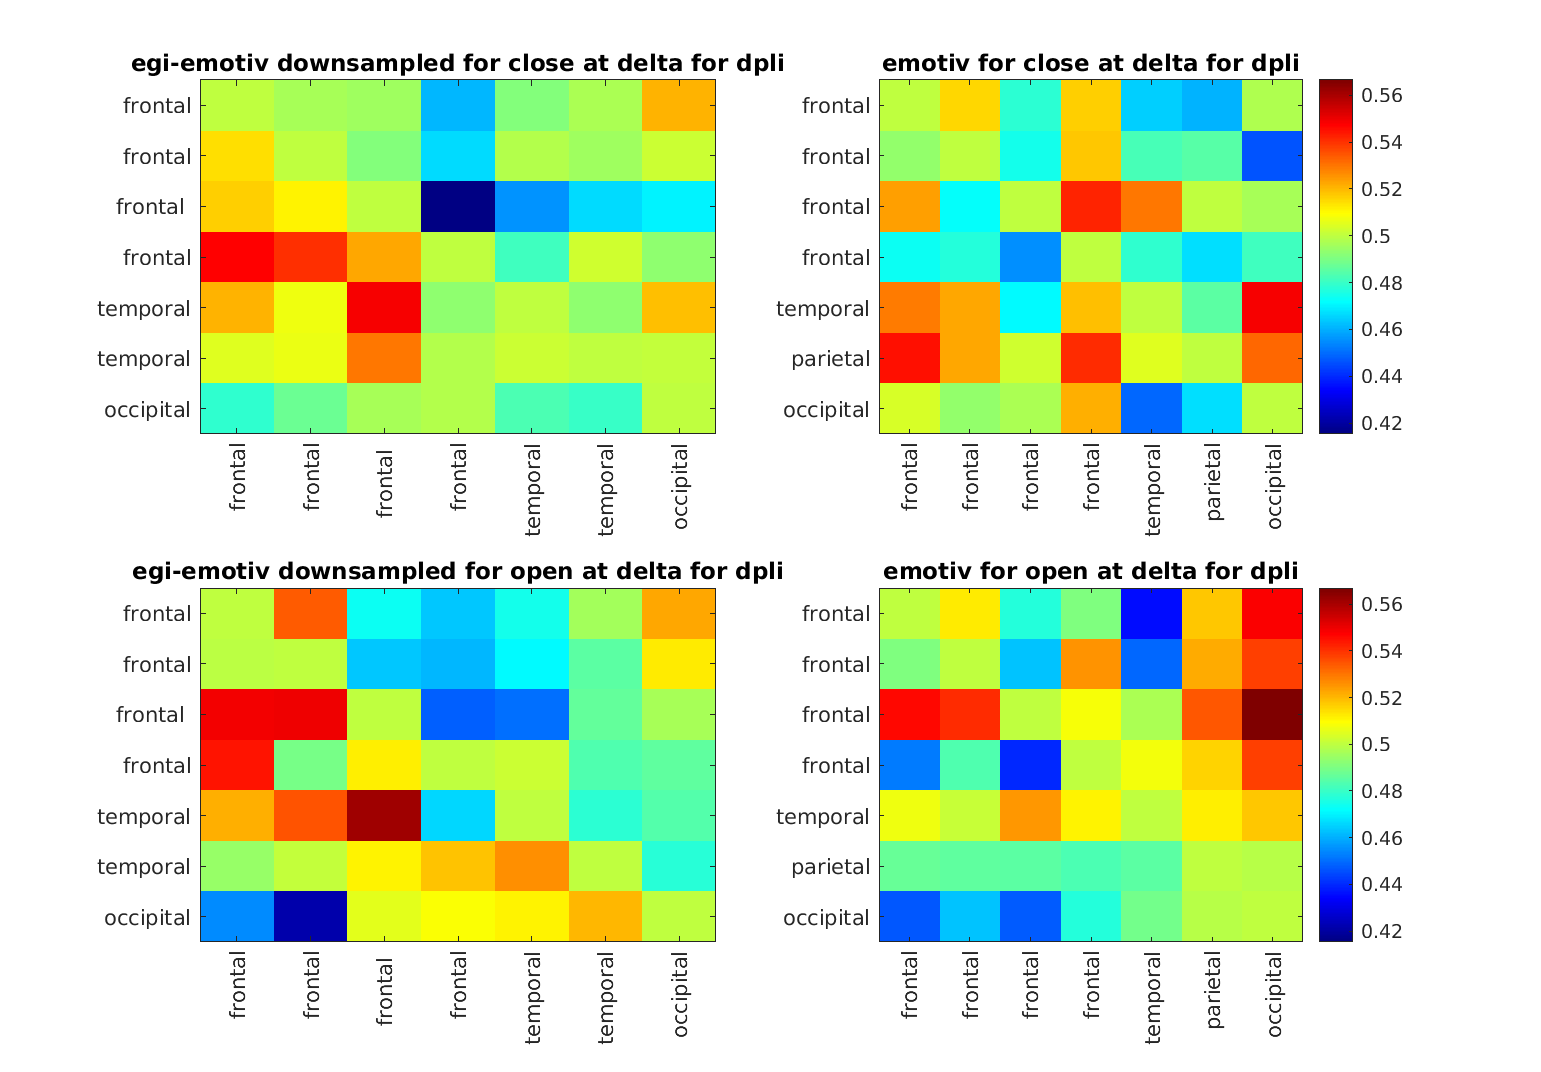 egi-emotiv downsampled for close at delta for dpli
frontal
frontal
frontal
frontal
temporal
temporal
occipital
frontal
frontal
frontal
frontal
temporal
temporal
occipital
emotiv for close at delta for dpli
frontal
frontal
frontal
frontal
temporal
parietal
occipital
frontal
frontal
frontal
frontal
temporal
parietal
occipital
0.56
0.54
0.52
0.5
0.48
0.46
0.44
0.42
egi-emotiv downsampled for open at delta for dpli
frontal
frontal
frontal
frontal
temporal
temporal
occipital
frontal
frontal
frontal
frontal
temporal
temporal
occipital
emotiv for open at delta for dpli
frontal
frontal
frontal
frontal
temporal
parietal
occipital
frontal
frontal
frontal
frontal
temporal
parietal
occipital
0.56
0.54
0.52
0.5
0.48
0.46
0.44
0.42